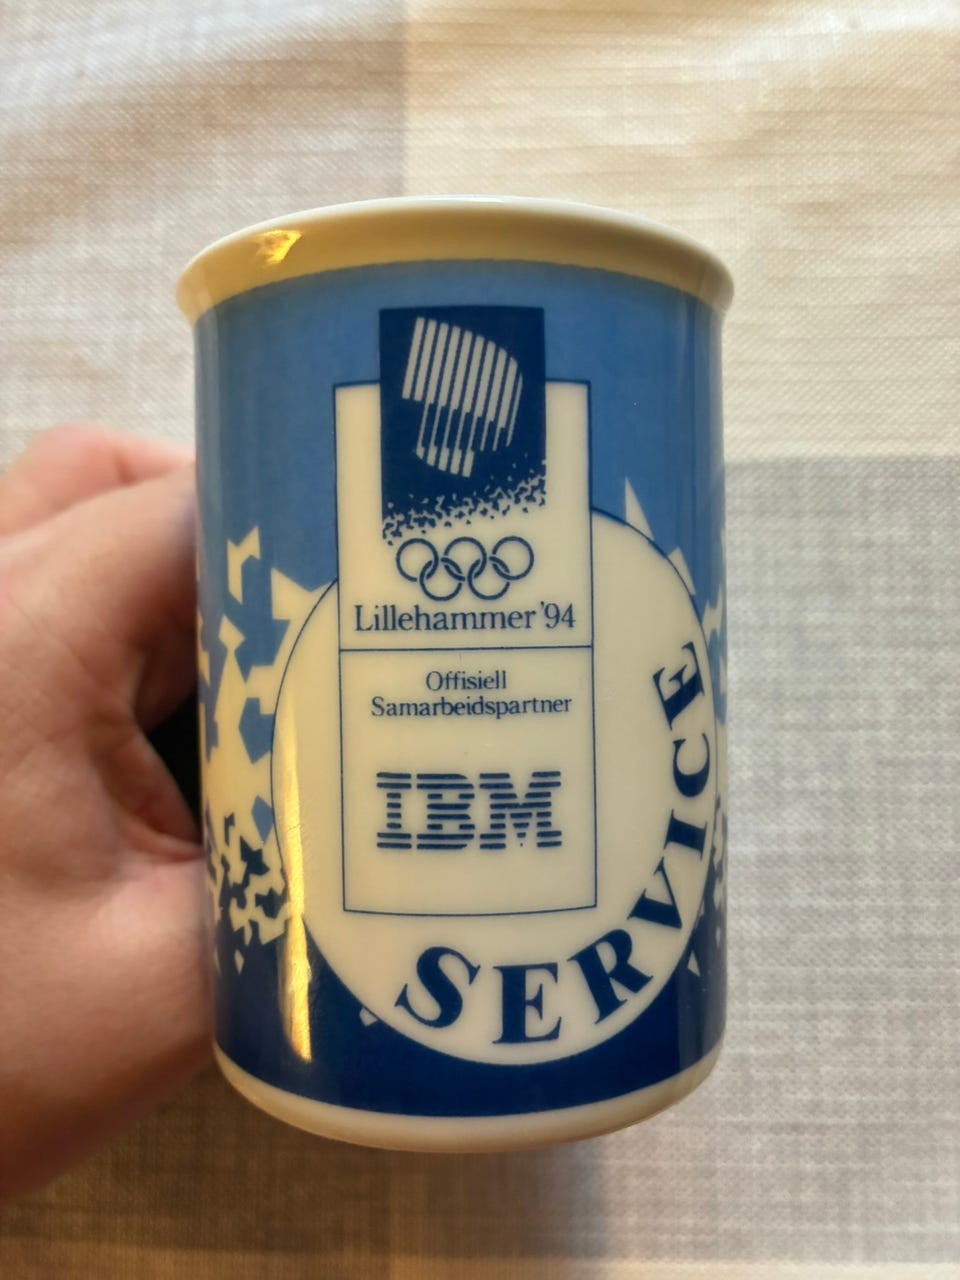 Lillehammer '94
Offisiell
Samarbeidspartner
IBM
SERVICE